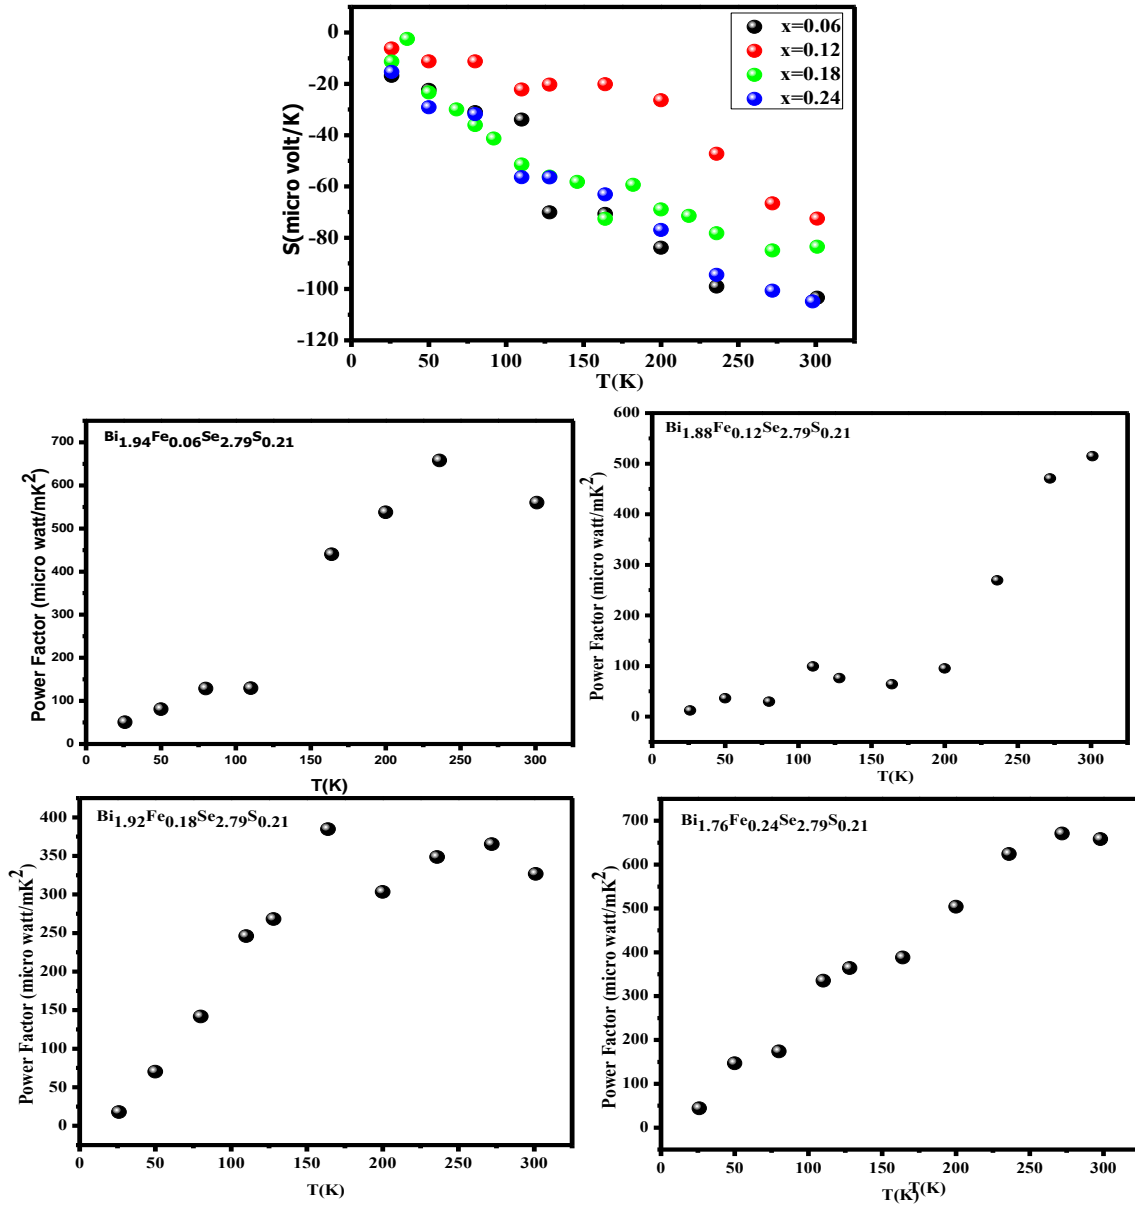 0
-20
-40
-60
-80
-100
-120
S(micro volt/K)
x=0.06
x=0.12
x=0.18
x=0.24
0 50 100 150 200 250 300
T(K)
Bi1.94Fe0.06Se2.79S0.21
700
600
500
400
300
200
100
0
Power Factor (micro watt/mK2)
0 50 100 150 200 250 300
T(K)
Bi1.88Fe0.12Se2.79S0.21
600
500
400
300
200
100
0
Power Factor (micro watt/mK2)
0 50 100 150 200 250 300
T(K)
Bi1.92Fe0.18Se2.79S0.21
400
350
300
250
200
150
100
50
0
Power Factor (micro watt/mK2)
0 50 100 150 200 250 300
T(K)
Bi1.76Fe0.24Se2.79S0.21
700
600
500
400
300
200
100
0
Power Factor (micro watt/mK2)
0 50 100 150 200 250 300
T(K)
T(K)